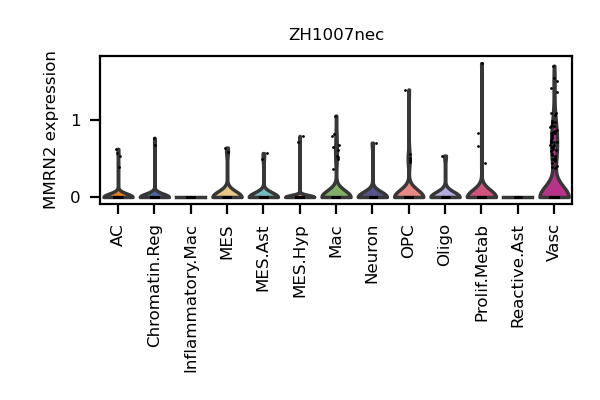 ZH1007nec
MMRN2 expression
1
0
AC
Chromatin.Reg
Inflammatory.Mac
MES
MES.Ast
MES.Hyp
Mac
Neuron
OPC
Oligo
Prolif.Metab
Reactive.Ast
Vasc